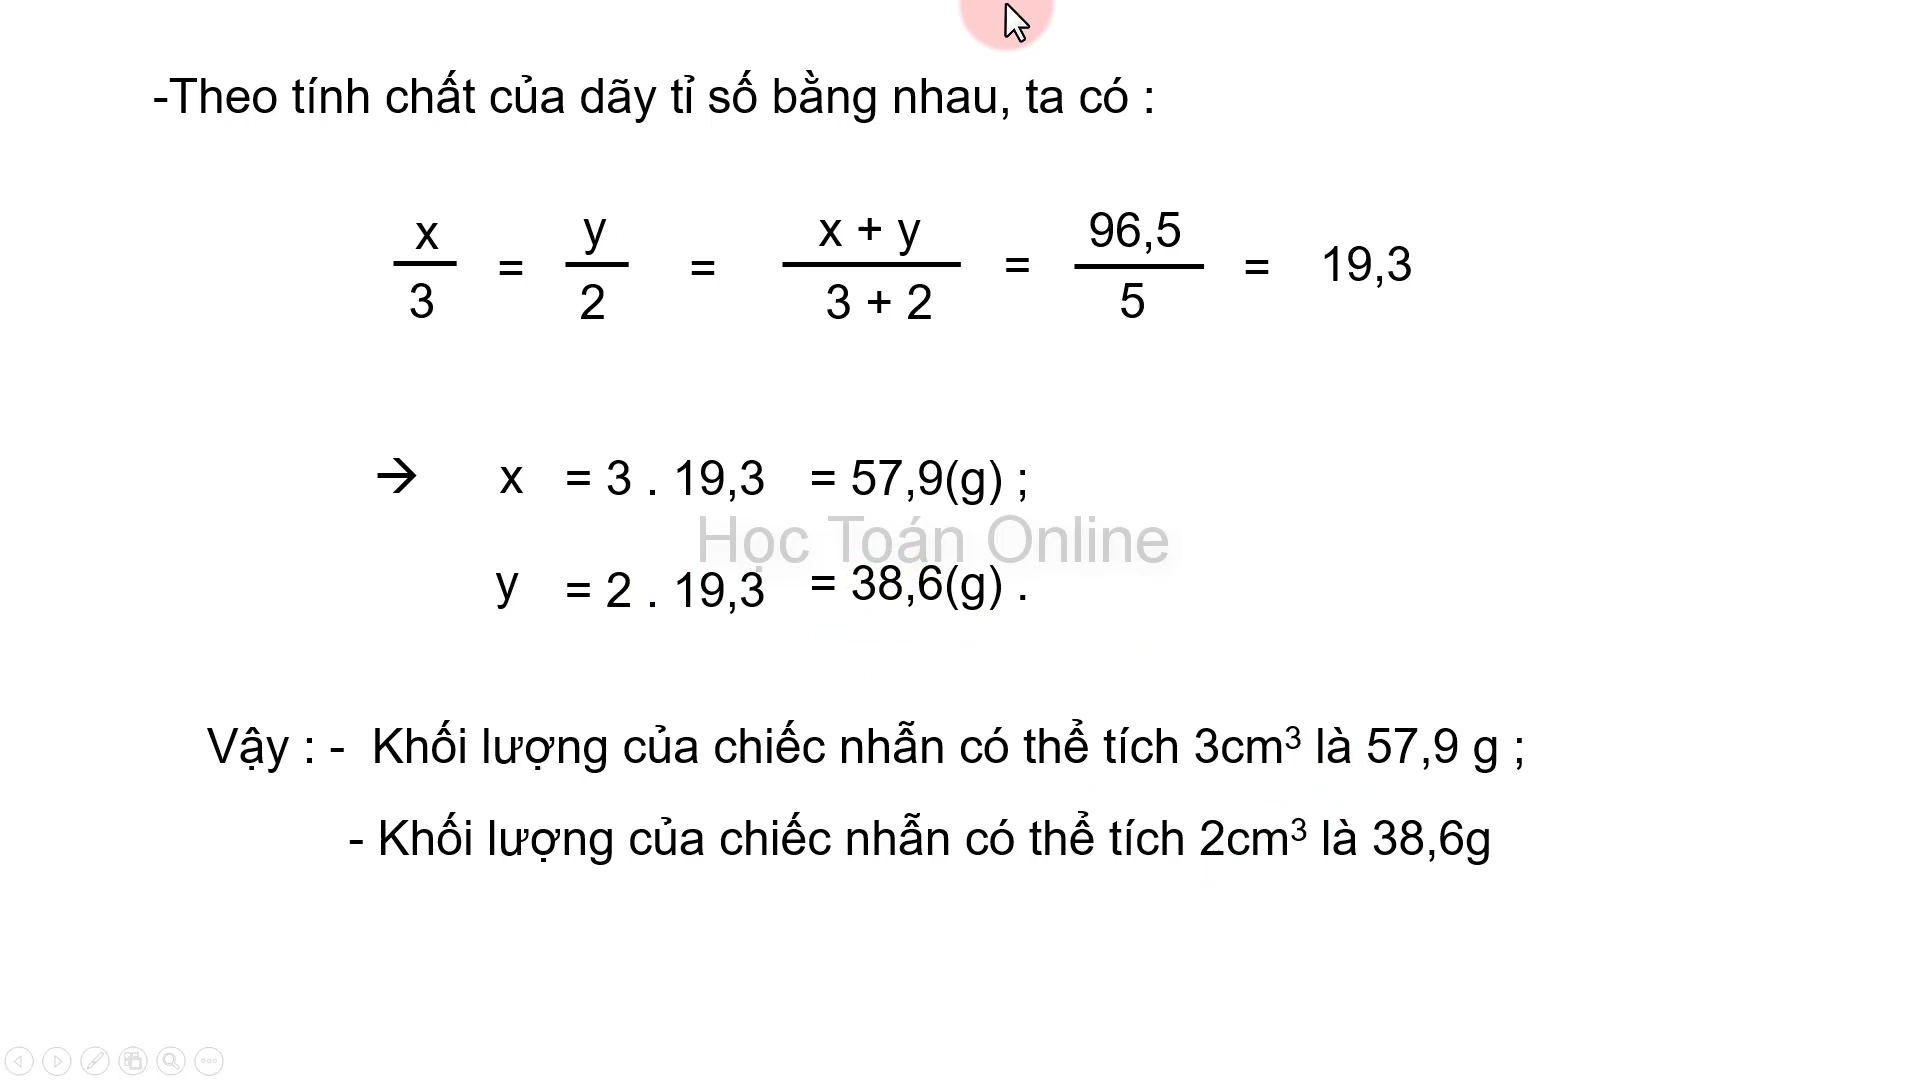 -Theo tính chất của dãy tỉ số bằng nhau, ta có :
x/3 = y/2 = (x + y)/(3 + 2) = 96,5/5 = 19,3
→ x = 3 . 19,3 = 57,9(g) ;
Học Toán Online
y = 2 . 19,3 = 38,6(g) .
Vậy : - Khối lượng của chiếc nhẫn có thể tích 3cm³ là 57,9 g ;
- Khối lượng của chiếc nhẫn có thể tích 2cm³ là 38,6g